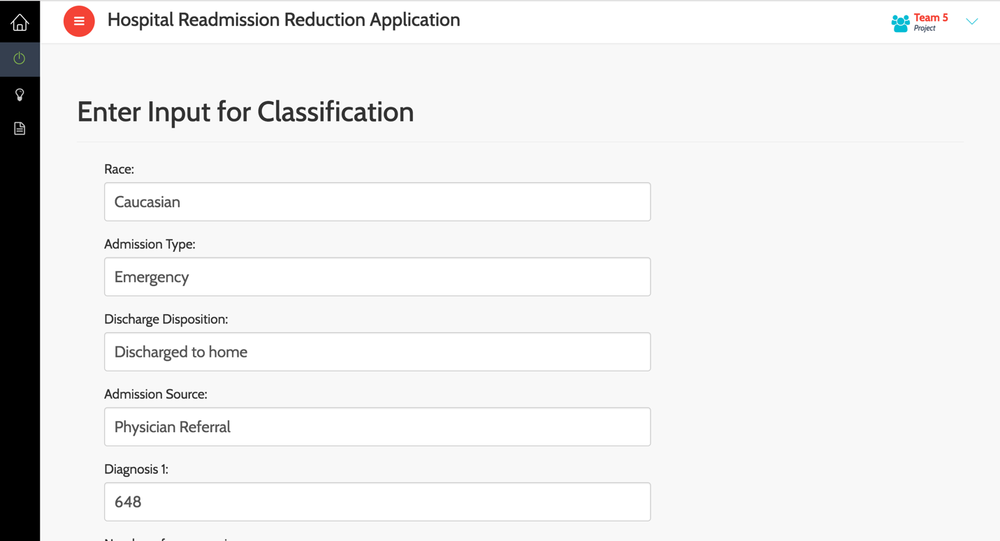 Hospital Readmission Reduction Application
Team 5
Project
Enter Input for Classification
Race:
Caucasian
Admission Type:
Emergency
Discharge Disposition:
Discharged to home
Admission Source:
Physician Referral
Diagnosis 1:
648